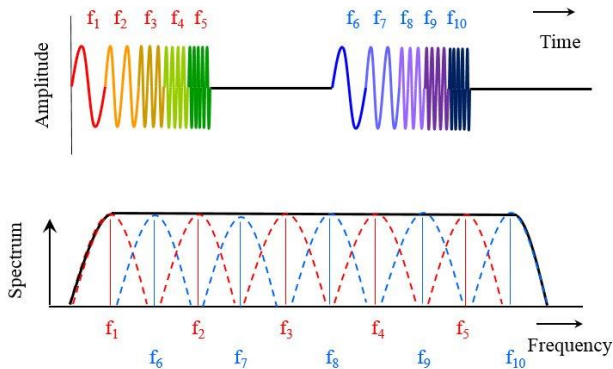 f1 f2 f3 f4 f5 f6 f7 f8 f9 f10
Time
Amplitude
Spectrum
f1 f2 f3 f4 f5
Frequency
f6 f7 f8 f9 f10